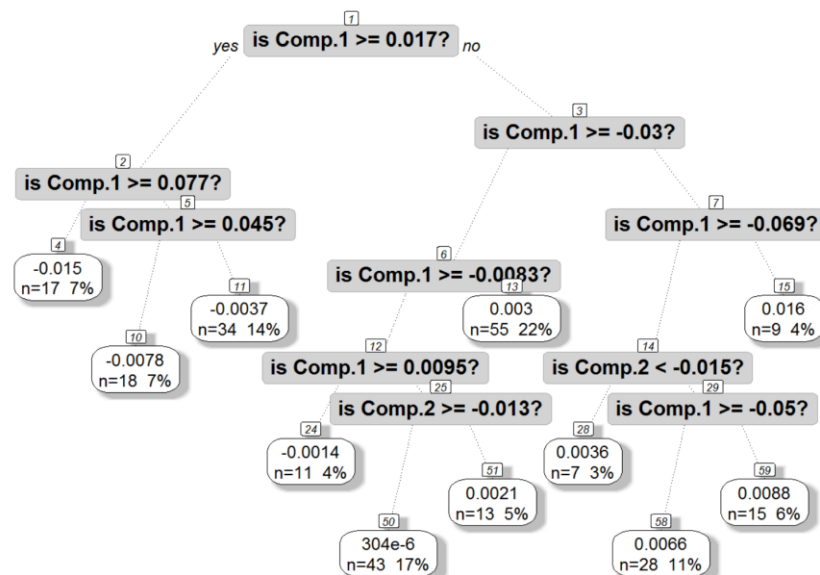 1
yes is Comp.1 >= 0.017? no
3
is Comp.1 >= -0.03?
2
is Comp.1 >= 0.077?
5
is Comp.1 >= 0.045?
7
is Comp.1 >= -0.069?
4
-0.015
n=17 7%
6
is Comp.1 >= -0.0083?
11
-0.0037
n=34 14%
13
0.003
n=55 22%
15
0.016
n=9 4%
10
-0.0078
n=18 7%
12
is Comp.1 >= 0.0095?
14
is Comp.2 < -0.015?
25
is Comp.2 >= -0.013?
29
is Comp.1 >= -0.05?
24
-0.0014
n=11 4%
28
0.0036
n=7 3%
51
0.0021
n=13 5%
59
0.0088
n=15 6%
50
304e-6
n=43 17%
58
0.0066
n=28 11%